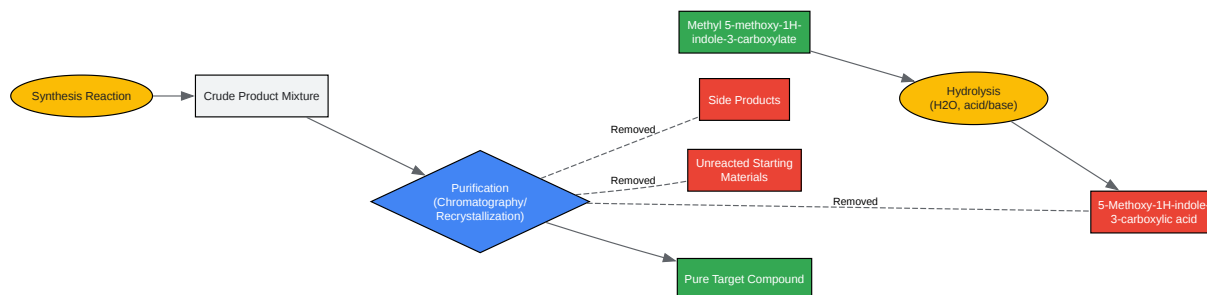 Methyl 5-methoxy-1H-
indole-3-carboxylate
Synthesis Reaction
Crude Product Mixture
Side Products
Hydrolysis
(H2O, acid/base)
Removed
Unreacted Starting
Materials
Removed
Purification
(Chromatography/
Recrystallization)
Removed
5-Methoxy-1H-indole-
3-carboxylic acid
Pure Target Compound